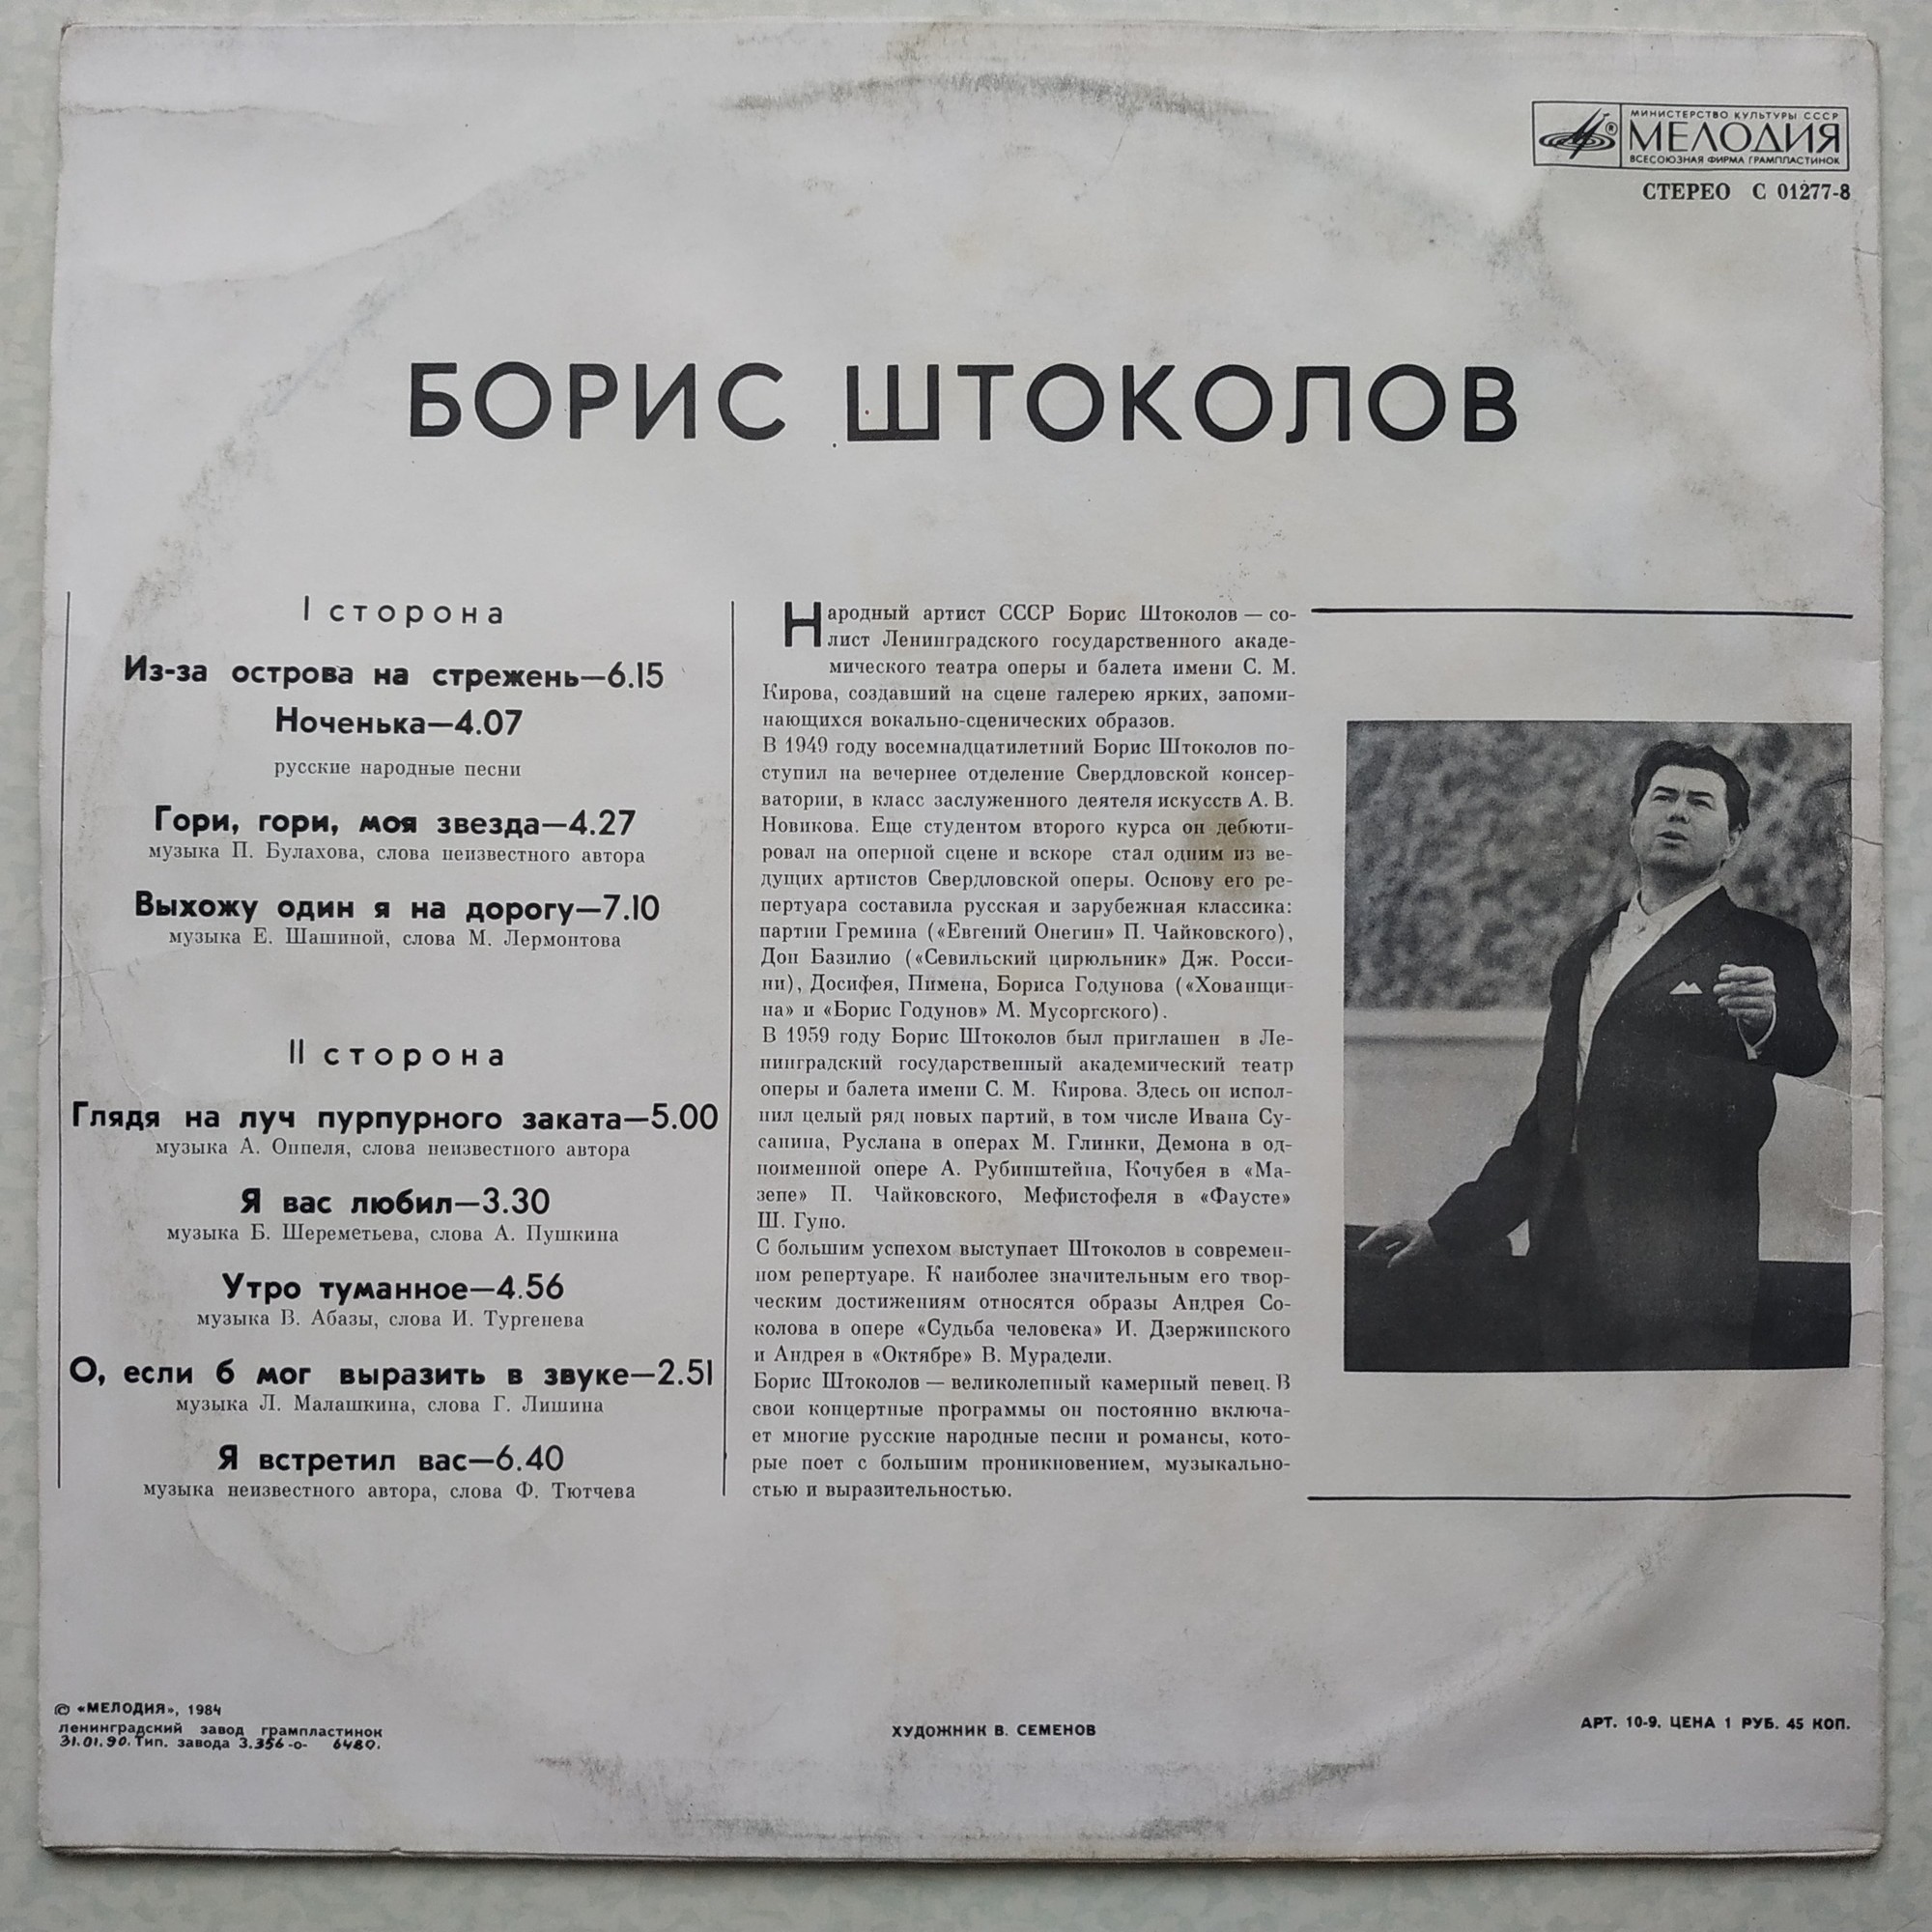 МИНИСТЕРСТВО КУЛЬТУРЫ СССР
МЕЛОДИЯ
ВСЕСОЮЗНАЯ ФИРМА ГРАМПЛАСТИНОК
СТЕРЕО С 01277-8
БОРИС ШТОКОЛОВ
I сторона
Из-за острова на стрежень—6.15
Ноченька—4.07
русские народные песни
Гори, гори, моя звезда—4.27
музыка П. Булахова, слова неизвестного автора
Выхожу один я на дорогу—7.10
музыка Е. Шашиной, слова М. Лермонтова
II сторона
Глядя на луч пурпурного заката—5.00
музыка А. Оппеля, слова неизвестного автора
Я вас любил—3.30
музыка Б. Шереметьева, слова А. Пушкина
Утро туманное—4.56
музыка В. Абазы, слова И. Тургенева
О, если б мог выразить в звуке—2.51
музыка Л. Малашкина, слова Г. Лишина
Я встретил вас—6.40
музыка неизвестного автора, слова Ф. Тютчева
Народный артист СССР Борис Штоколов — со-
лист Ленинградского государственного акаде-
мического театра оперы и балета имени С. М.
Кирова, создавший на сцене галерею ярких, запоми-
нающихся вокально-сценических образов.
В 1949 году восемнадцатилетний Борис Штоколов по-
ступил на вечернее отделение Свердловской консер-
ватории, в класс заслуженного деятеля искусств А. В.
Новикова. Еще студентом второго курса он дебюти-
ровал на оперной сцене и вскоре стал одним из ве-
дущих артистов Свердловской оперы. Основу его ре-
пертуара составила русская и зарубежная классика:
партии Гремина («Евгений Онегин» П. Чайковского),
Дон Базилио («Севильский цирюльник» Дж. Росси-
ни), Досифея, Пимена, Бориса Годунова («Хованщи-
на» и «Борис Годунов» М. Мусоргского).
В 1959 году Борис Штоколов был приглашен в Ле-
нинградский государственный академический театр
оперы и балета имени С. М. Кирова. Здесь он испол-
нил целый ряд новых партий, в том числе Ивана Су-
санина, Руслана в операх М. Глинки, Демона в од-
ноименной опере А. Рубинштейна, Кочубея в «Ма-
зепе» П. Чайковского, Мефистофеля в «Фаусте»
Ш. Гуно.
С большим успехом выступает Штоколов в современ-
ном репертуаре. К наиболее значительным его твор-
ческим достижениям относятся образы Андрея Со-
колова в опере «Судьба человека» И. Дзержинского
и Андрея в «Октябре» В. Мурадели.
Борис Штоколов — великолепный камерный певец. В
свои концертные программы он постоянно включа-
ет многие русские народные песни и романсы, кото-
рые поет с большим проникновением, музыкально-
стью и выразительностью.
© «МЕЛОДИЯ», 1984
ленинградский завод грампластинок
31.01.90. Тип. завода З.356-о- 6480.
ХУДОЖНИК В. СЕМЕНОВ
АРТ. 10-9. ЦЕНА 1 РУБ. 45 КОП.